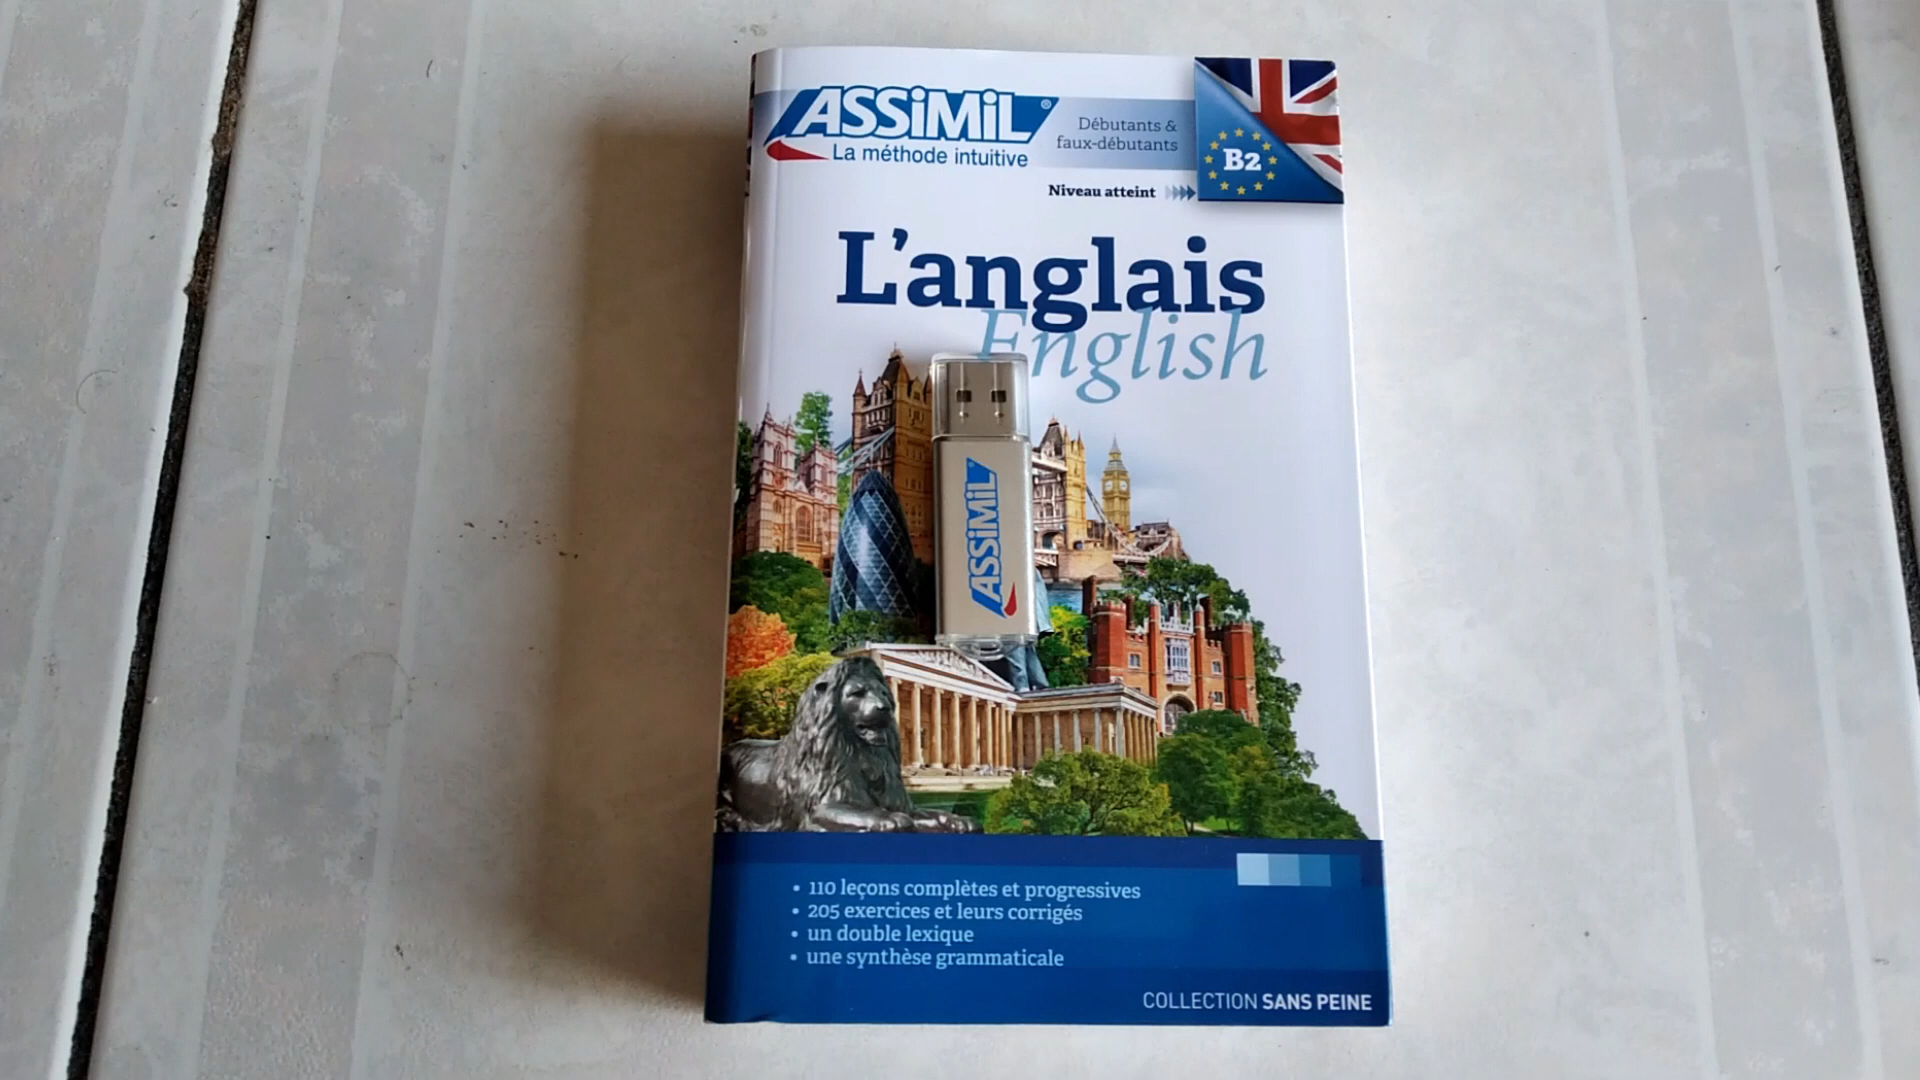 ASSiMiL®
La méthode intuitive
Débutants &
faux-débutants
B2
Niveau atteint
L'anglais
English
ASSiMiL
• 110 leçons complètes et progressives
• 205 exercices et leurs corrigés
• un double lexique
• une synthèse grammaticale
COLLECTION SANS PEINE